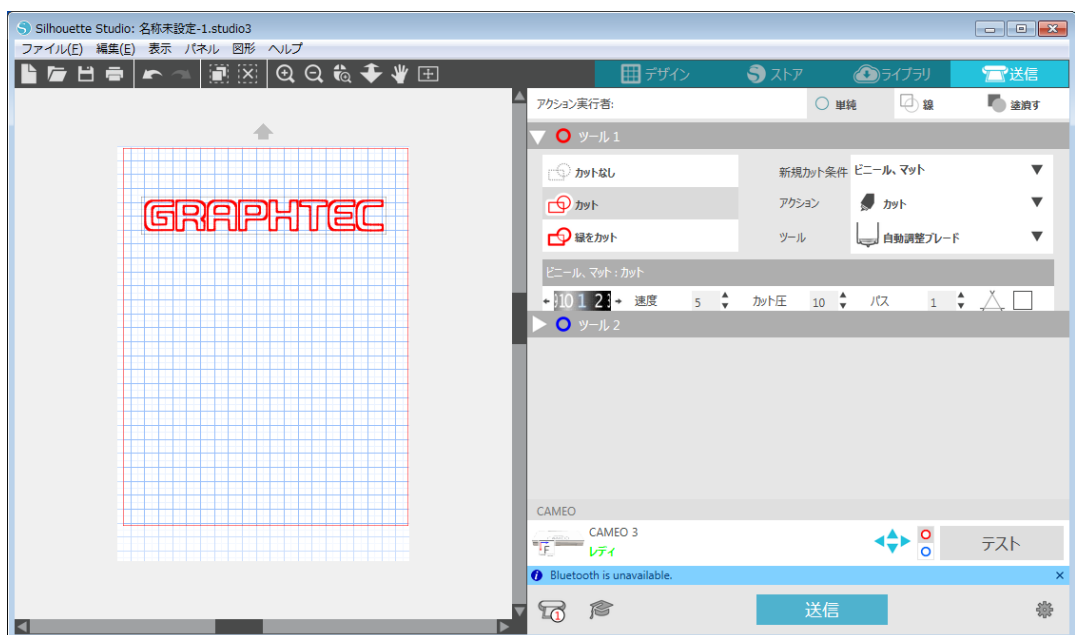 Silhouette Studio: 名称未設定-1.studio3
ファイル(F) 編集(E) 表示 パネル 図形 ヘルプ
デザイン ストア ライブラリ 送信
アクション実行者: 単純 線 塗潰す
ツール 1
カットなし 新規カット条件 ビニール、マット
カット アクション カット
線をカット ツール 自動調整ブレード
ビニール、マット : カット
10 1 2 速度 5 カット圧 10 パス 1
ツール 2
GRAPHTEC
CAMEO
CAMEO 3
F レディ テスト
Bluetooth is unavailable.
1 送信